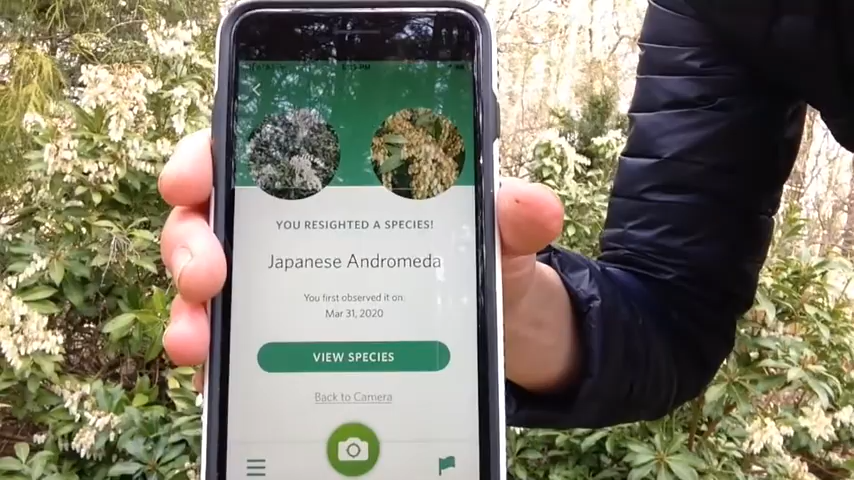 YOU RESIGHTED A SPECIES!
Japanese Andromeda
You first observed it on
Mar 31, 2020
VIEW SPECIES
Back to Camera